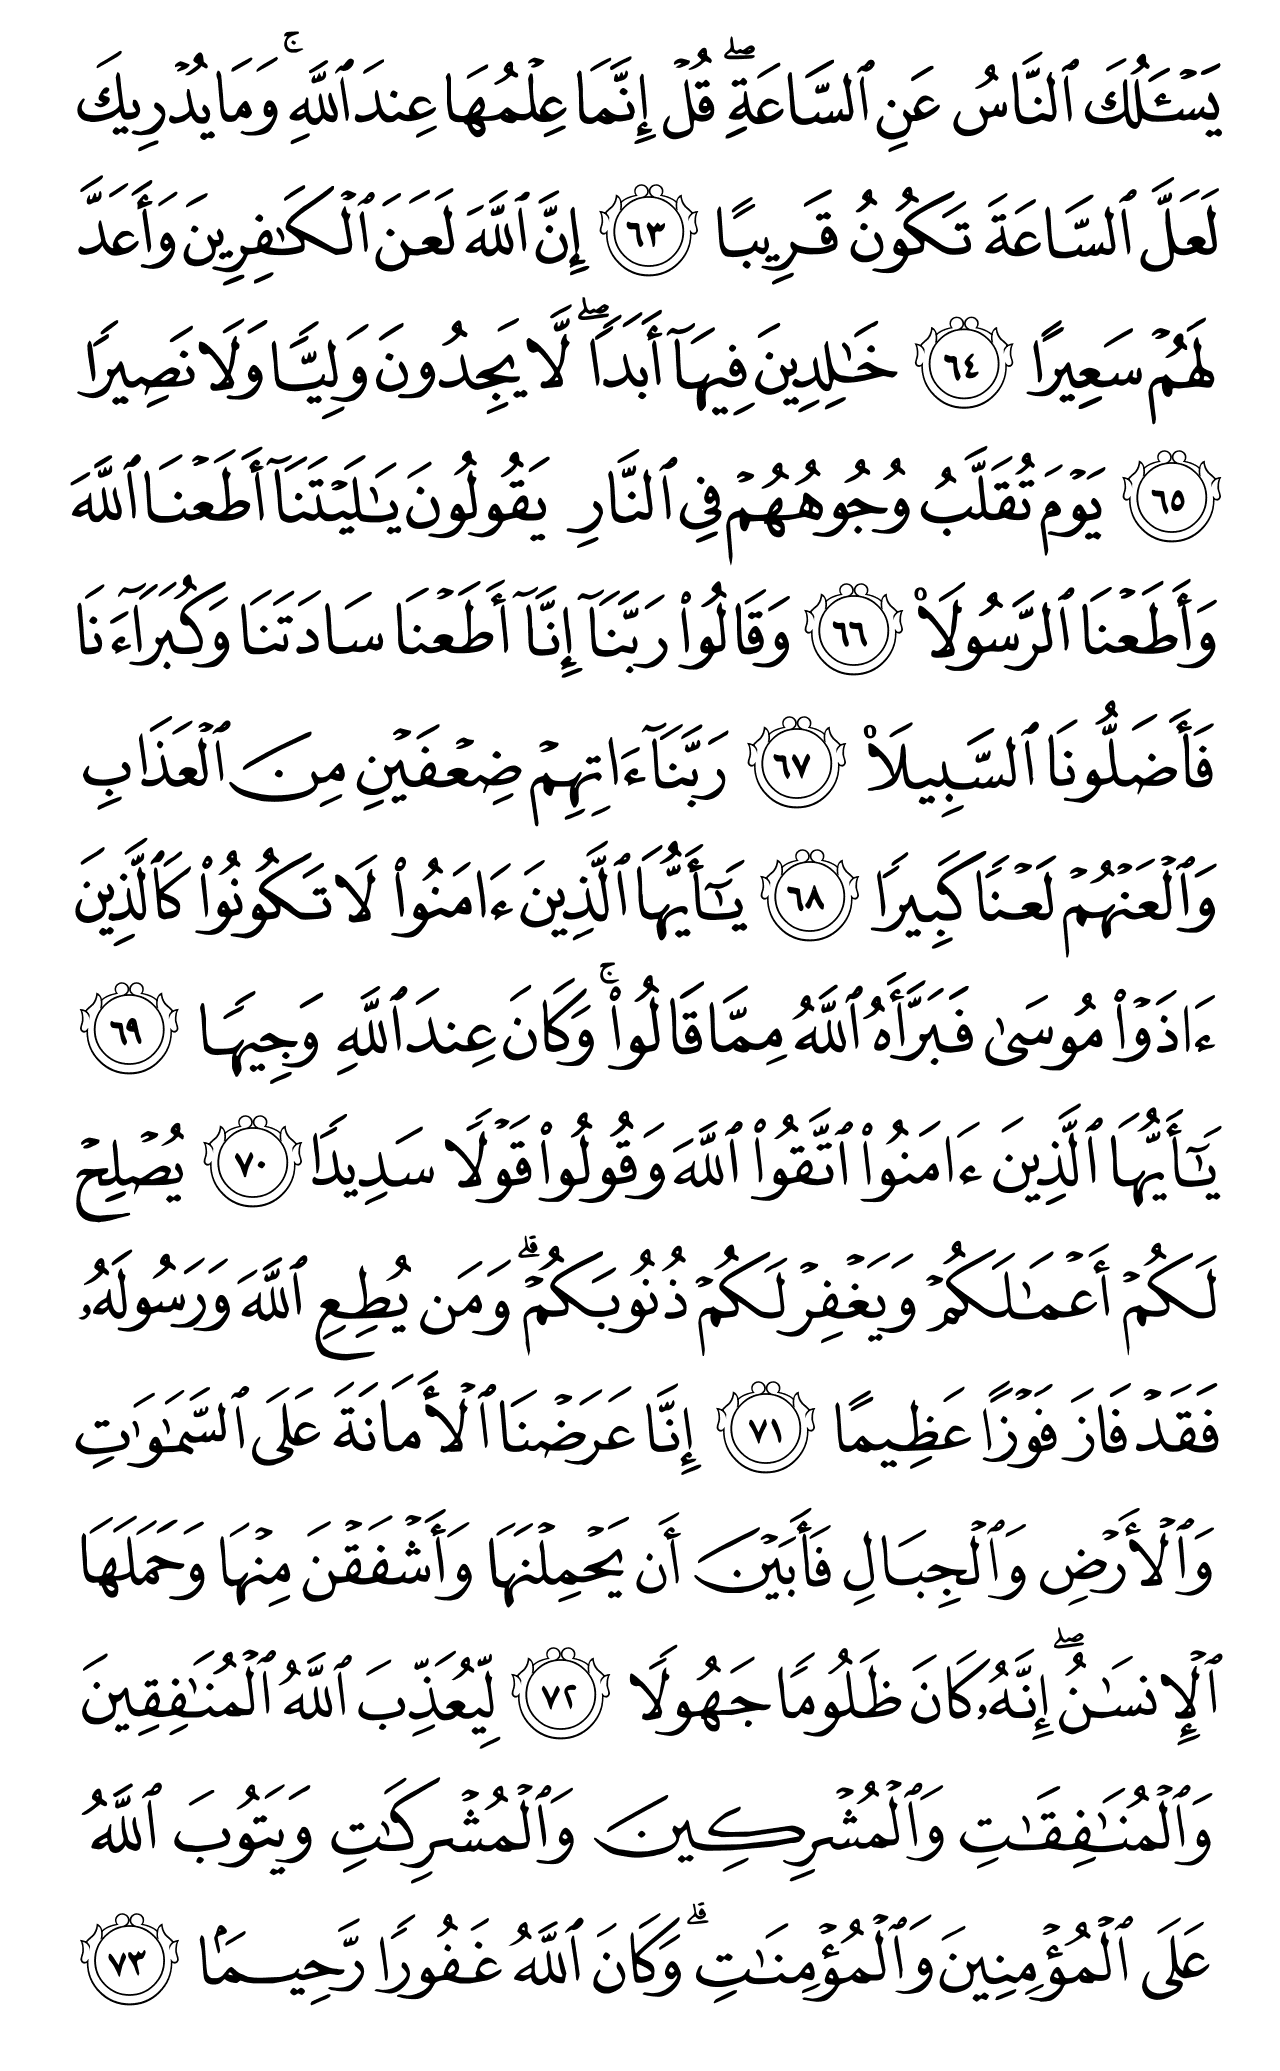 يَسۡـَٔلُكَ ٱلنَّاسُ عَنِ ٱلسَّاعَةِۖ قُلۡ إِنَّمَا عِلۡمُهَا عِندَ ٱللَّهِۚ وَمَا يُدۡرِيكَ
لَعَلَّ ٱلسَّاعَةَ تَكُونُ قَرِيبًا ٦٣ إِنَّ ٱللَّهَ لَعَنَ ٱلۡكَٰفِرِينَ وَأَعَدَّ
لَهُمۡ سَعِيرًا ٦٤ خَٰلِدِينَ فِيهَآ أَبَدٗاۖ لَّا يَجِدُونَ وَلِيّٗا وَلَا نَصِيرٗا
٦٥ يَوۡمَ تُقَلَّبُ وُجُوهُهُمۡ فِي ٱلنَّارِ يَقُولُونَ يَٰلَيۡتَنَآ أَطَعۡنَا ٱللَّهَ
وَأَطَعۡنَا ٱلرَّسُولَا۠ ٦٦ وَقَالُواْ رَبَّنَآ إِنَّآ أَطَعۡنَا سَادَتَنَا وَكُبَرَآءَنَا
فَأَضَلُّونَا ٱلسَّبِيلَا۠ ٦٧ رَبَّنَآ ءَاتِهِمۡ ضِعۡفَيۡنِ مِنَ ٱلۡعَذَابِ
وَٱلۡعَنۡهُمۡ لَعۡنٗا كَبِيرٗا ٦٨ يَٰٓأَيُّهَا ٱلَّذِينَ ءَامَنُواْ لَا تَكُونُواْ كَٱلَّذِينَ
ءَاذَوۡاْ مُوسَىٰ فَبَرَّأَهُ ٱللَّهُ مِمَّا قَالُواْۚ وَكَانَ عِندَ ٱللَّهِ وَجِيهٗا ٦٩
يَٰٓأَيُّهَا ٱلَّذِينَ ءَامَنُواْ ٱتَّقُواْ ٱللَّهَ وَقُولُواْ قَوۡلٗا سَدِيدٗا ٧٠ يُصۡلِحۡ
لَكُمۡ أَعۡمَٰلَكُمۡ وَيَغۡفِرۡ لَكُمۡ ذُنُوبَكُمۡۗ وَمَن يُطِعِ ٱللَّهَ وَرَسُولَهُۥ
فَقَدۡ فَازَ فَوۡزًا عَظِيمًا ٧١ إِنَّا عَرَضۡنَا ٱلۡأَمَانَةَ عَلَى ٱلسَّمَٰوَٰتِ
وَٱلۡأَرۡضِ وَٱلۡجِبَالِ فَأَبَيۡنَ أَن يَحۡمِلۡنَهَا وَأَشۡفَقۡنَ مِنۡهَا وَحَمَلَهَا
ٱلۡإِنسَٰنُۖ إِنَّهُۥ كَانَ ظَلُومٗا جَهُولٗا ٧٢ لِّيُعَذِّبَ ٱللَّهُ ٱلۡمُنَٰفِقِينَ
وَٱلۡمُنَٰفِقَٰتِ وَٱلۡمُشۡرِكِينَ وَٱلۡمُشۡرِكَٰتِ وَيَتُوبَ ٱللَّهُ
عَلَى ٱلۡمُؤۡمِنِينَ وَٱلۡمُؤۡمِنَٰتِۗ وَكَانَ ٱللَّهُ غَفُورٗا رَّحِيمَۢا ٧٣